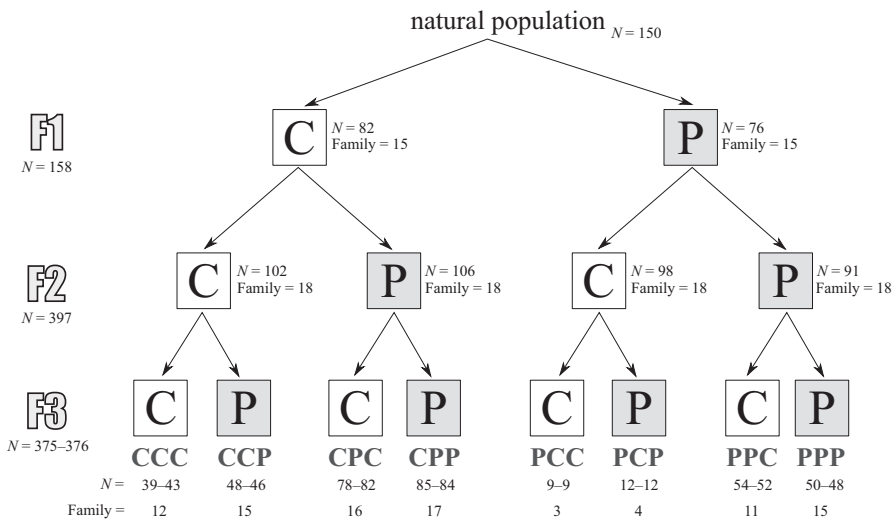 natural population N = 150
F1
N = 158
C
N = 82
Family = 15
P
N = 76
Family = 15
F2
N = 397
C
N = 102
Family = 18
P
N = 106
Family = 18
C
N = 98
Family = 18
P
N = 91
Family = 18
F3
N = 375–376
C P C P C P C P
CCC CCP CPC CPP PCC PCP PPC PPP
N = 39–43 48–46 78–82 85–84 9–9 12–12 54–52 50–48
Family = 12 15 16 17 3 4 11 15